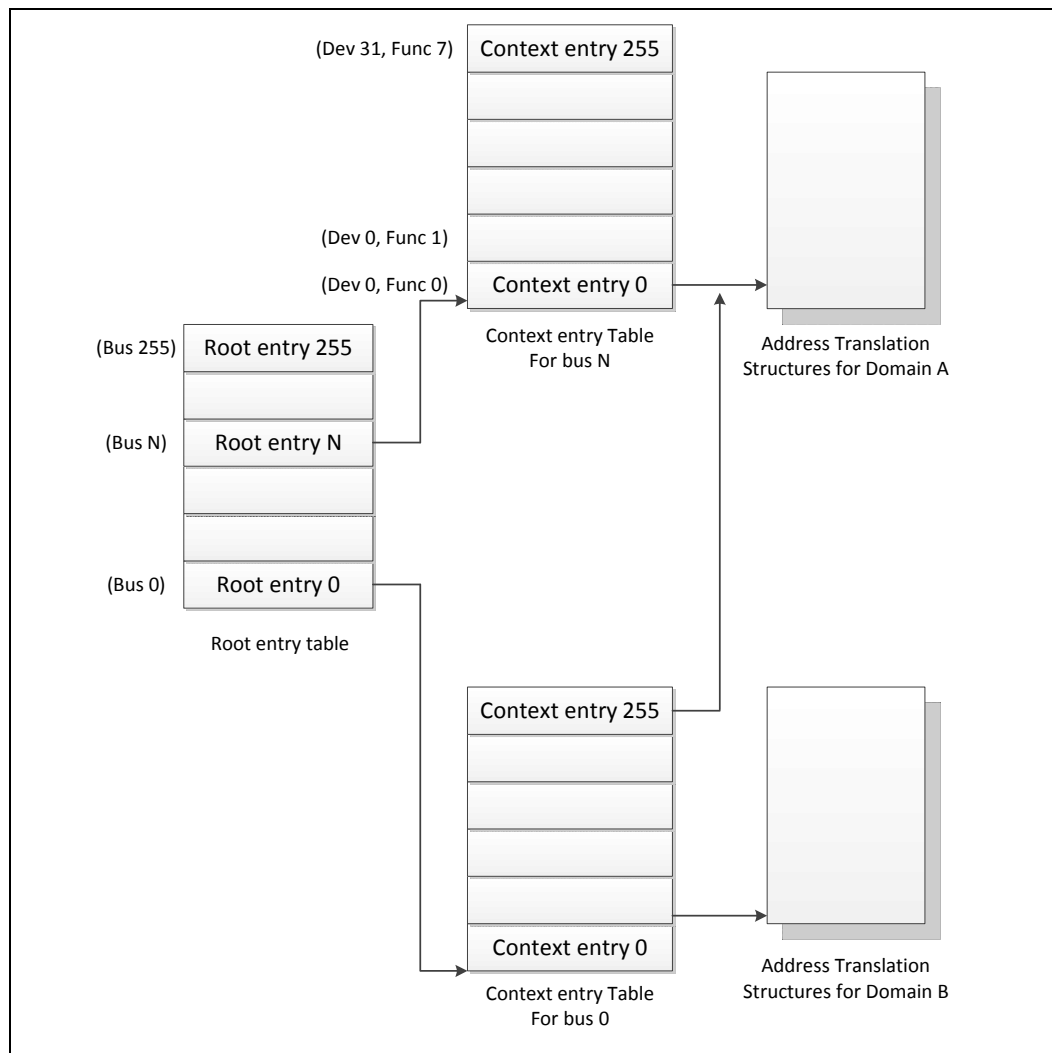 (Dev 31, Func 7)
Context entry 255
(Dev 0, Func 1)
(Dev 0, Func 0)
Context entry 0
Context entry Table
For bus N
Address Translation
Structures for Domain A
(Bus 255)
Root entry 255
(Bus N)
Root entry N
(Bus 0)
Root entry 0
Root entry table
Context entry 255
Context entry 0
Context entry Table
For bus 0
Address Translation
Structures for Domain B